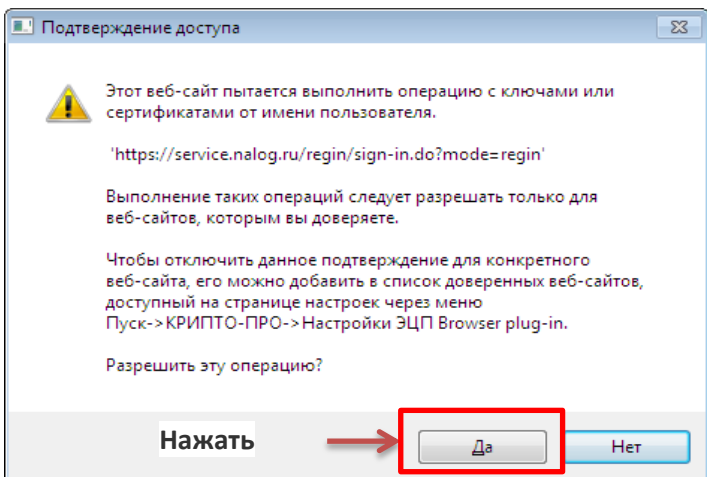 Подтверждение доступа
Этот веб-сайт пытается выполнить операцию с ключами или
сертификатами от имени пользователя.
'https://service.nalog.ru/regin/sign-in.do?mode=regin'
Выполнение таких операций следует разрешать только для
веб-сайтов, которым вы доверяете.
Чтобы отключить данное подтверждение для конкретного
веб-сайта, его можно добавить в список доверенных веб-сайтов,
доступный на странице настроек через меню
Пуск->КРИПТО-ПРО->Настройки ЭЦП Browser plug-in.
Разрешить эту операцию?
Нажать Да Нет